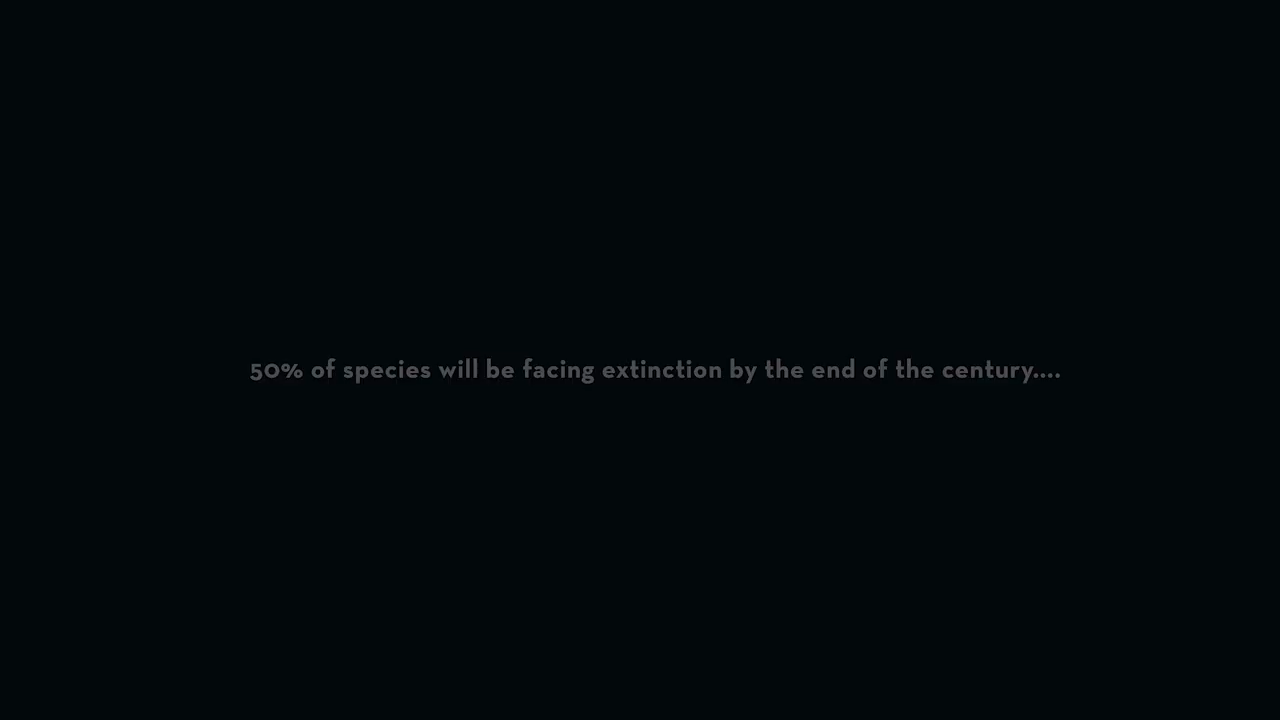 50% of species will be facing extinction by the end of the century....